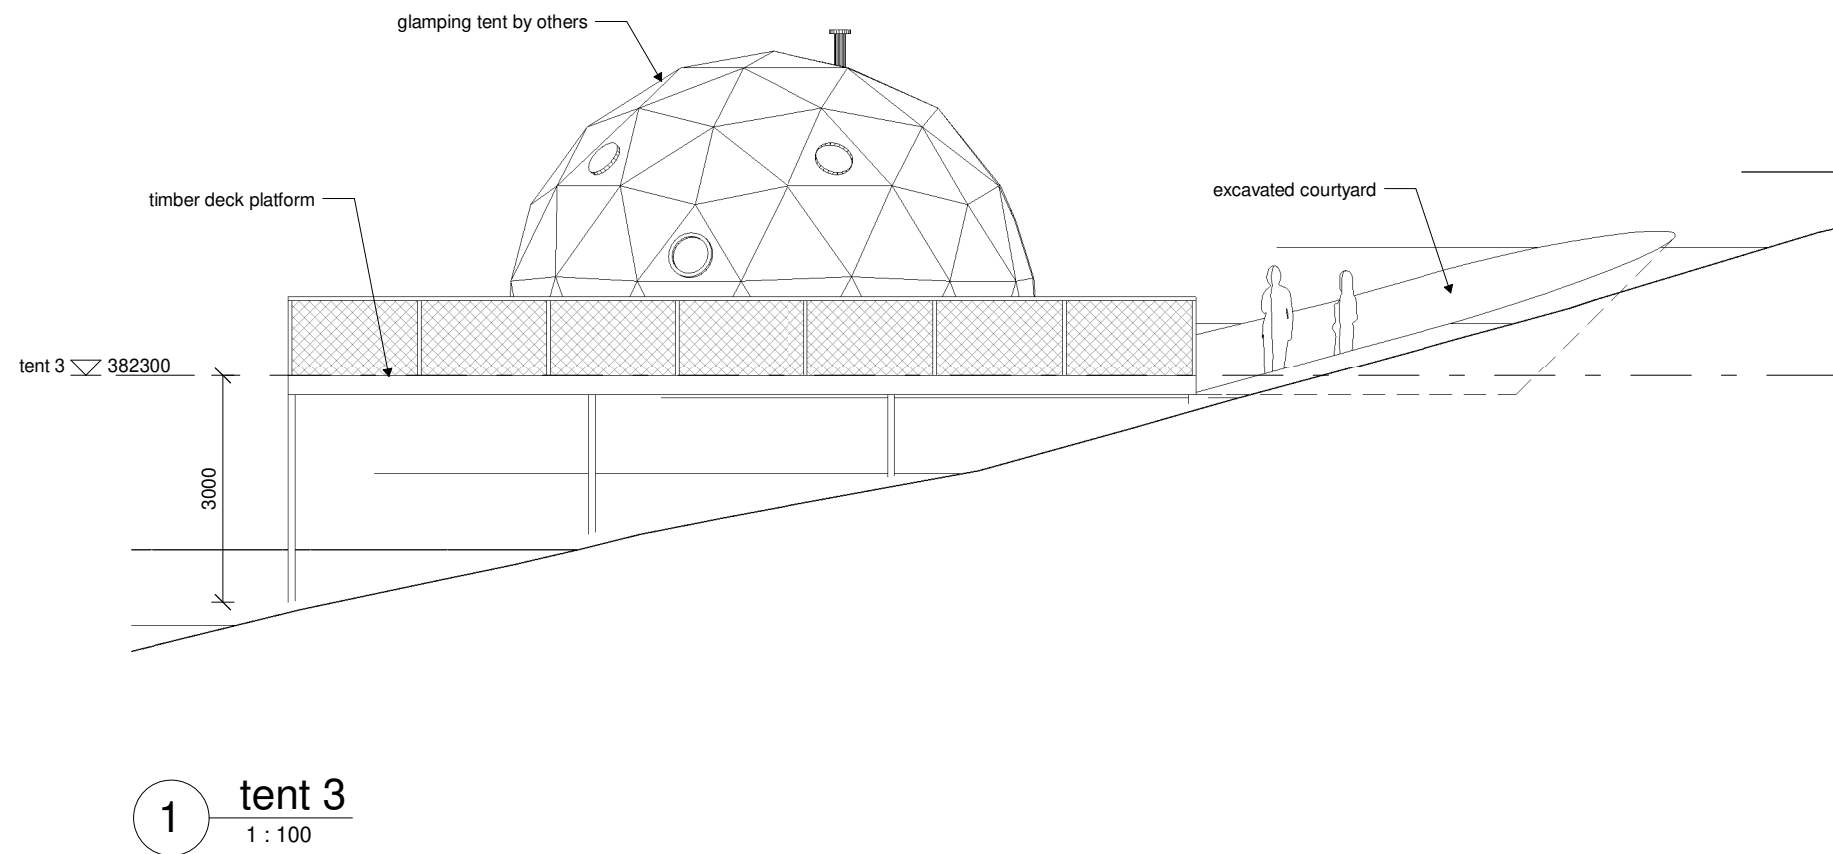 glamping tent by others
timber deck platform
excavated courtyard
tent 3 382300
3000
1 tent 3
1 : 100